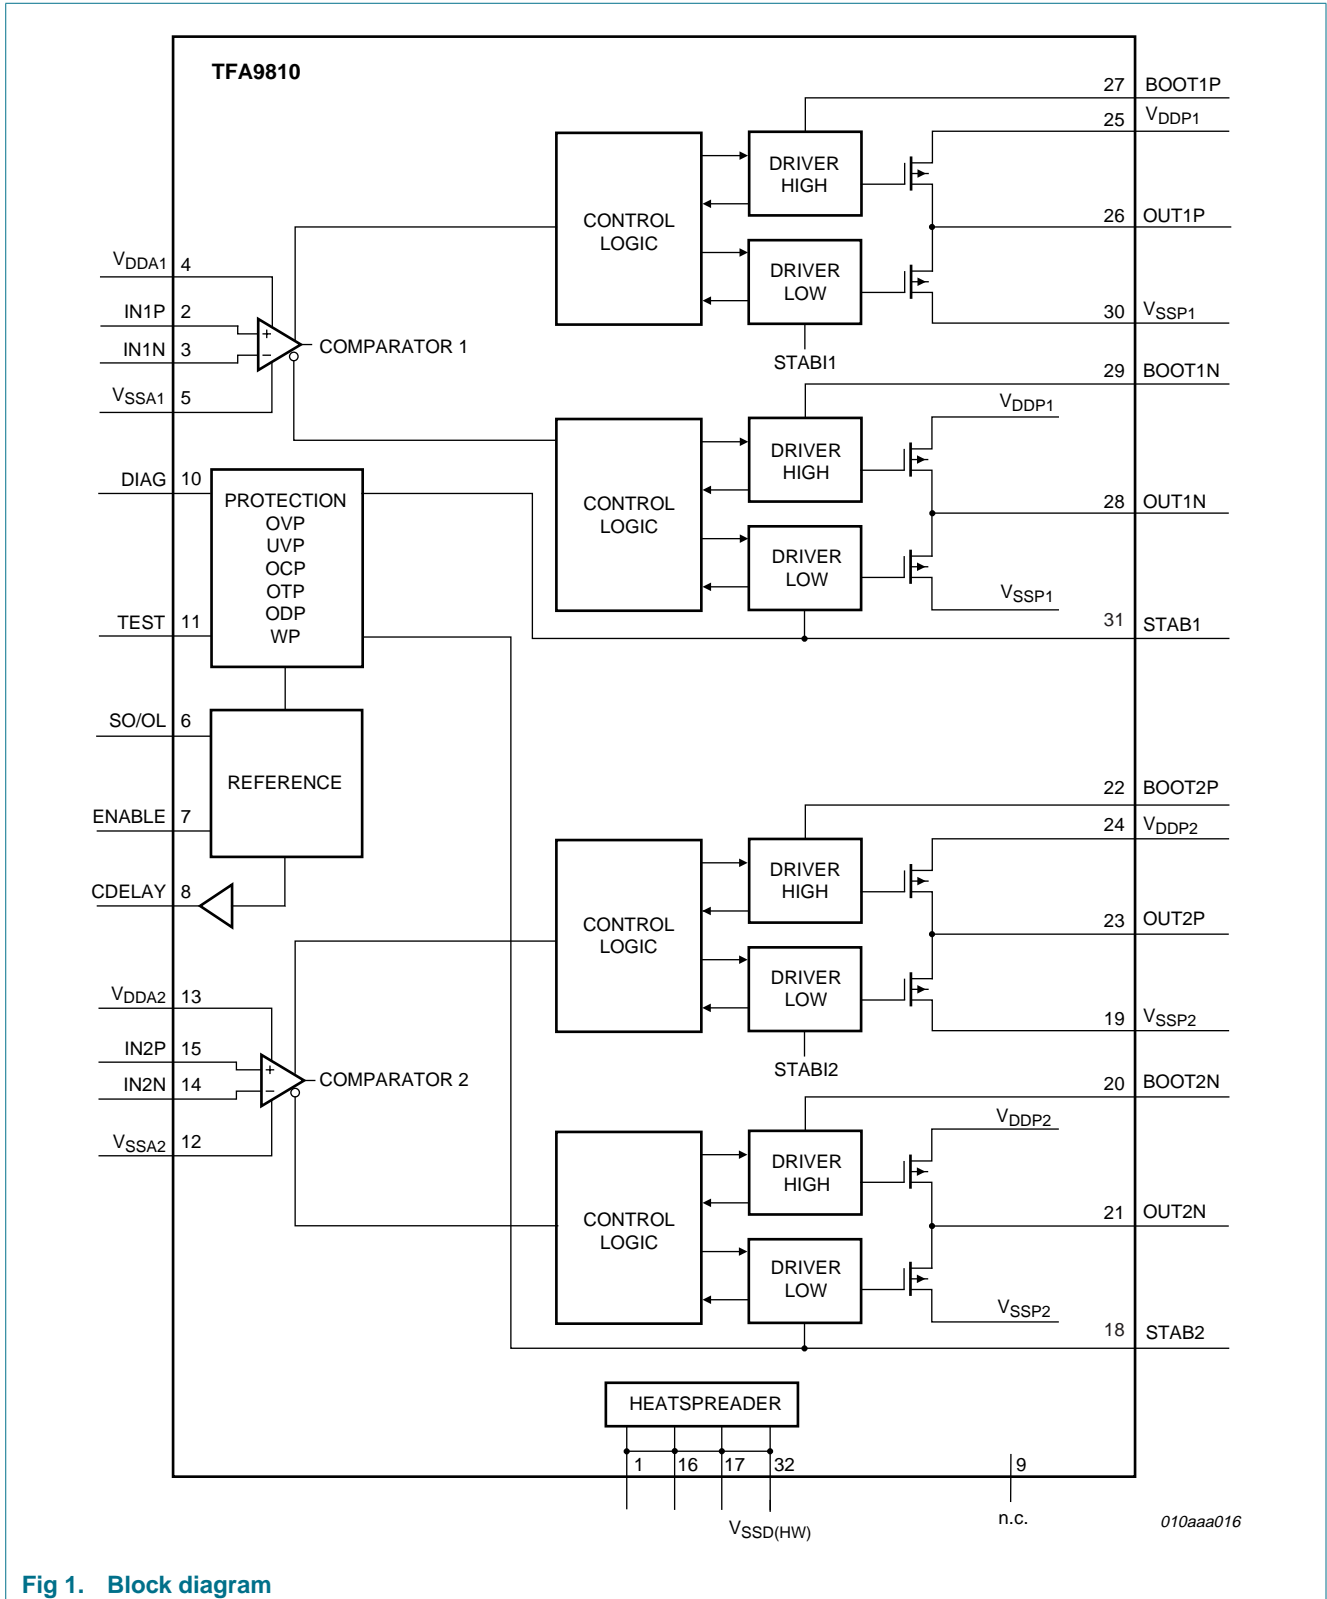 TFA9810
27 BOOT1P
25 VDDP1
DRIVER
HIGH
CONTROL
LOGIC
26 OUT1P
DRIVER
LOW
30 VSSP1
STABI1
VDDA1 4
IN1P 2
IN1N 3
VSSA1 5
+
−
COMPARATOR 1
29 BOOT1N
VDDP1
DRIVER
HIGH
CONTROL
LOGIC
28 OUT1N
DRIVER
LOW
VSSP1
31 STAB1
DIAG 10
TEST 11
PROTECTION
OVP
UVP
OCP
OTP
ODP
WP
SO/OL 6
ENABLE 7
REFERENCE
CDELAY 8
22 BOOT2P
24 VDDP2
DRIVER
HIGH
CONTROL
LOGIC
23 OUT2P
DRIVER
LOW
19 VSSP2
STABI2
VDDA2 13
IN2P 15
IN2N 14
VSSA2 12
+
−
COMPARATOR 2
20 BOOT2N
VDDP2
DRIVER
HIGH
CONTROL
LOGIC
21 OUT2N
DRIVER
LOW
VSSP2
18 STAB2
HEATSPREADER
1 16 17 32
9
VSSD(HW)
n.c.
010aaa016
Fig 1. Block diagram